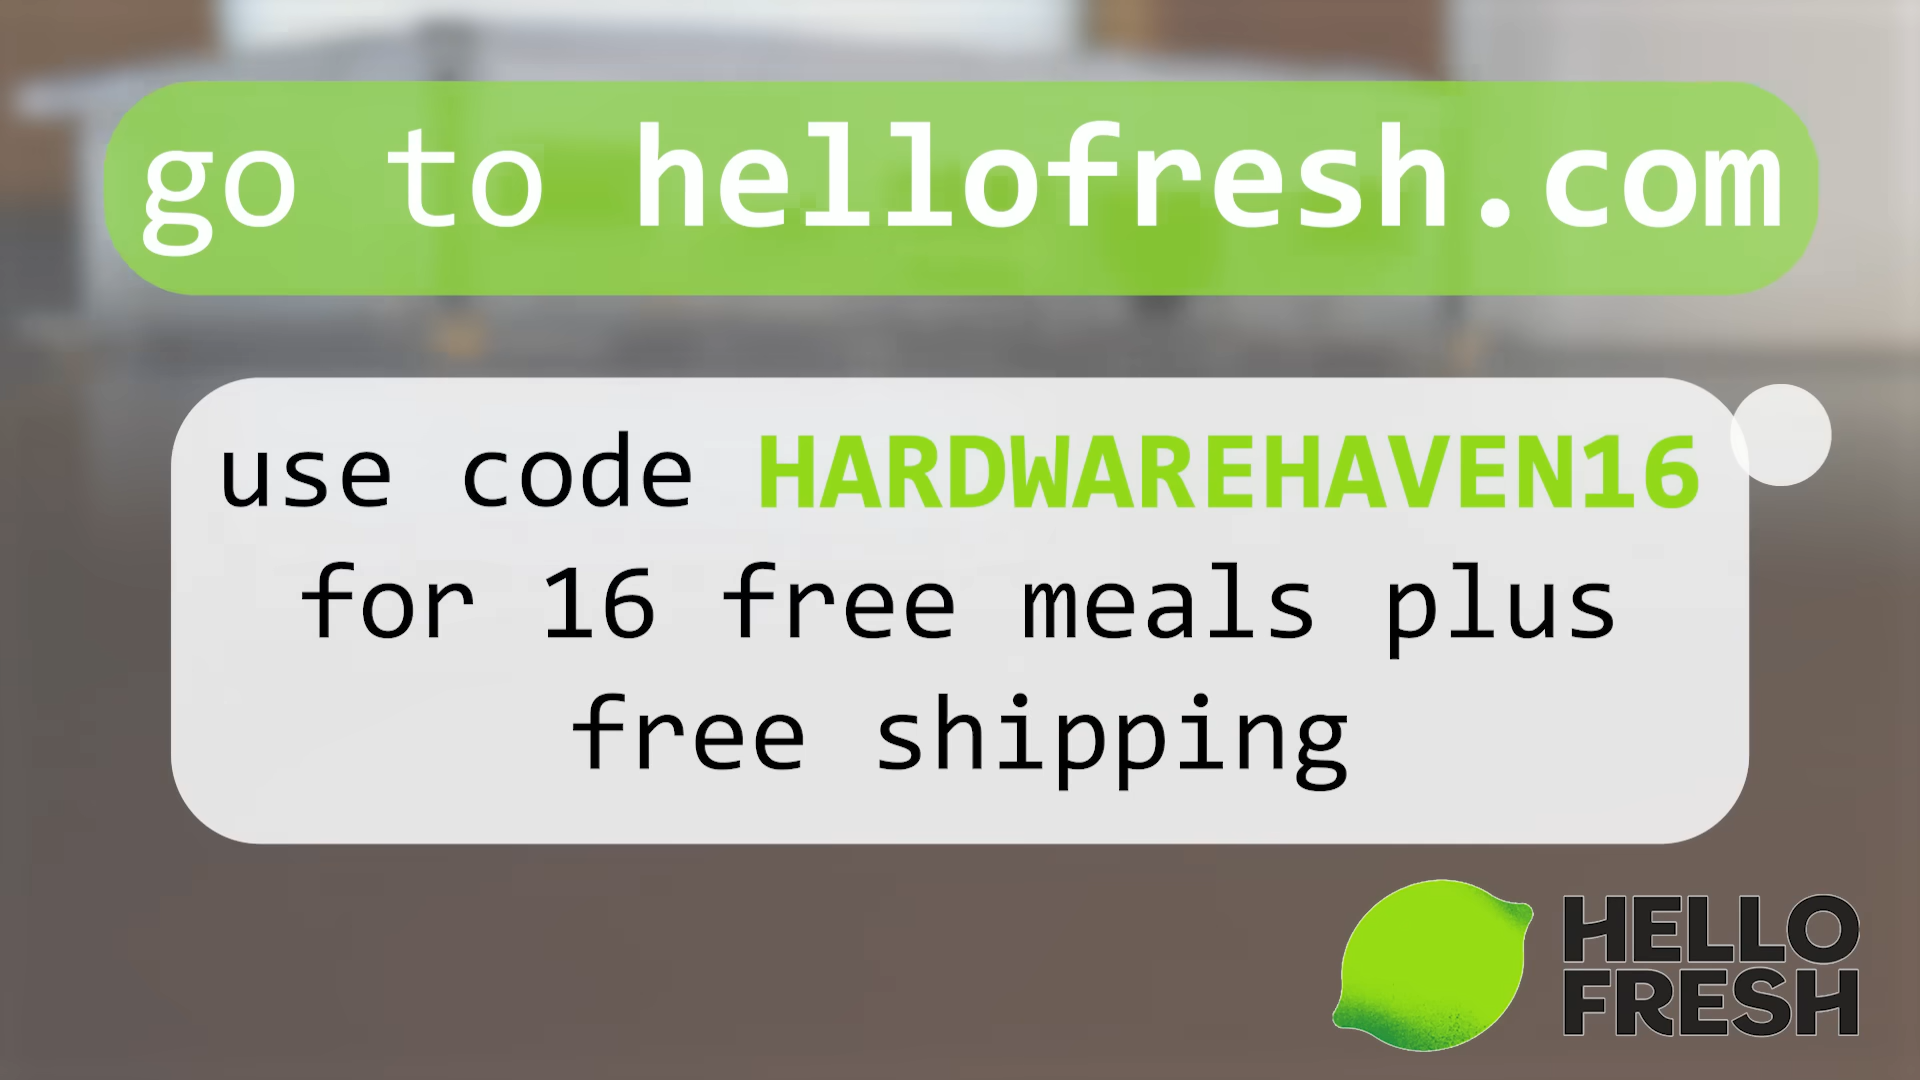 go to hellofresh.com
use code HARDWAREHAVEN16
for 16 free meals plus
free shipping
HELLO
FRESH